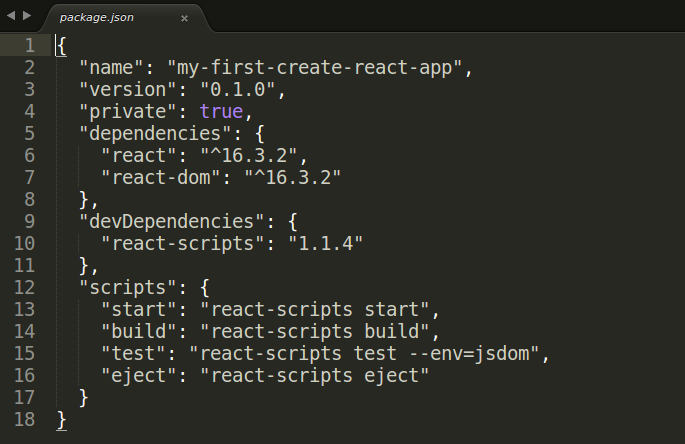 package.json ×
1 {
2   "name": "my-first-create-react-app",
3   "version": "0.1.0",
4   "private": true,
5   "dependencies": {
6     "react": "^16.3.2",
7     "react-dom": "^16.3.2"
8   },
9   "devDependencies": {
10     "react-scripts": "1.1.4"
11   },
12   "scripts": {
13     "start": "react-scripts start",
14     "build": "react-scripts build",
15     "test": "react-scripts test --env=jsdom",
16     "eject": "react-scripts eject"
17   }
18 }